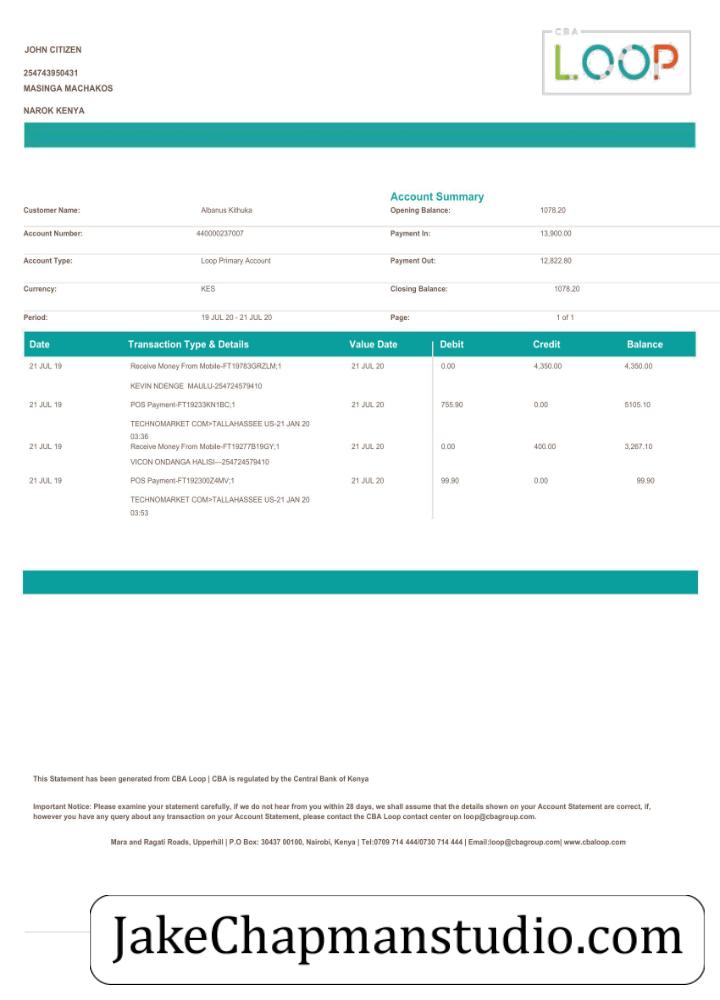 CBA
LOOP
JOHN CITIZEN
254743950431
MASINGA MACHAKOS
NAROK KENYA
Account Summary
Customer Name: Albanus Kithuka Opening Balance: 1078.20
Account Number: 440000237007 Payment In: 13,900.00
Account Type: Loop Primary Account Payment Out: 12,822.80
Currency: KES Closing Balance: 1078.20
Period: 19 JUL 20 - 21 JUL 20 Page: 1 of 1
Date Transaction Type & Details Value Date Debit Credit Balance
21 JUL 19 Receive Money From Mobile-FT19783GRZLM;1 21 JUL 20 0.00 4,350.00 4,350.00
KEVIN NDENGE MAULU-254724579410
21 JUL 19 POS Payment-FT19233KN1BC;1 21 JUL 20 755.90 0.00 5105.10
TECHNOMARKET COM>TALLAHASSEE US-21 JAN 20
03:36
21 JUL 19 Receive Money From Mobile-FT19277B19GY;1 21 JUL 20 0.00 400.00 3,267.10
VICON ONDANGA HALISI---254724579410
21 JUL 19 POS Payment-FT192300Z4MV;1 21 JUL 20 99.90 0.00 99.90
TECHNOMARKET COM>TALLAHASSEE US-21 JAN 20
03:53
This Statement has been generated from CBA Loop | CBA is regulated by the Central Bank of Kenya
Important Notice: Please examine your statement carefully, if we do not hear from you within 28 days, we shall assume that the details shown on your Account Statement are correct, if,
however you have any query about any transaction on your Account Statement, please contact the CBA Loop contact center on loop@cbagroup.com.
Mara and Ragati Roads, Upperhill | P.O Box: 30437 00100, Nairobi, Kenya | Tel:0709 714 444/0730 714 444 | Email:loop@cbagroup.com| www.cbaloop.com
JakeChapmanstudio.com